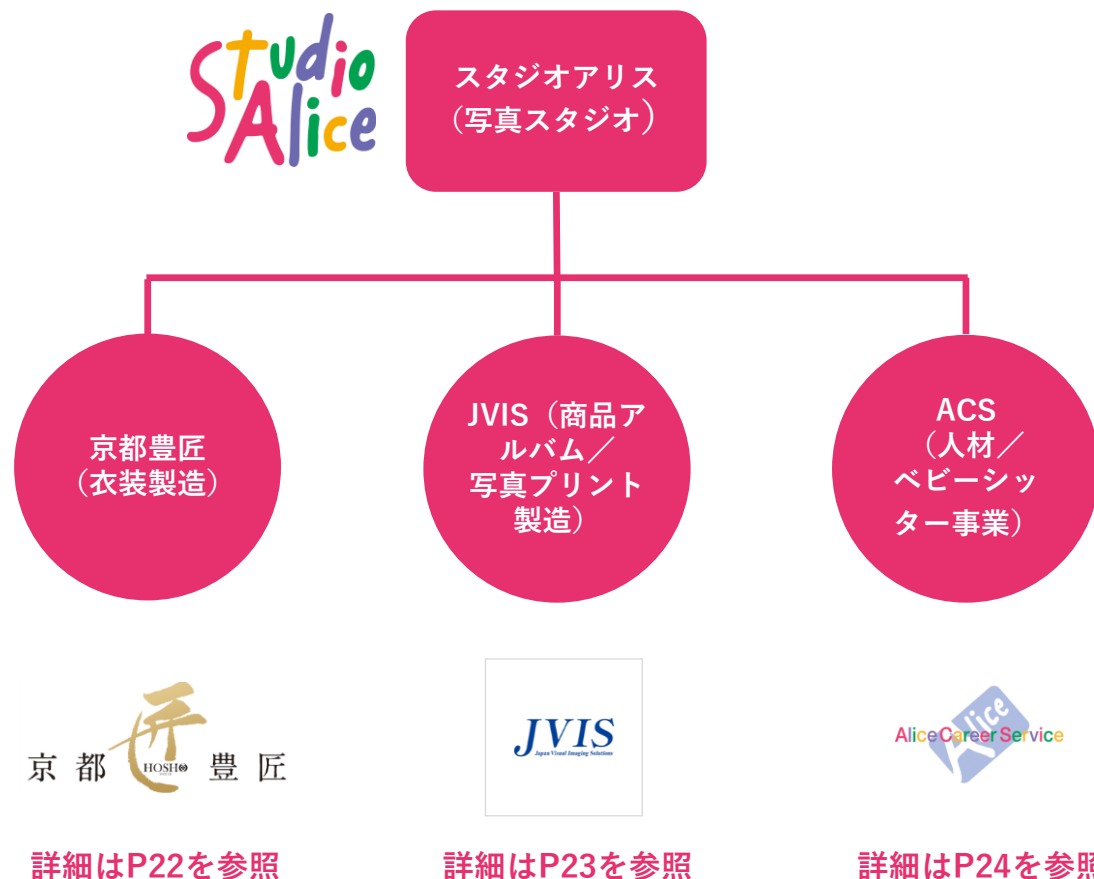 Studio
Alice
スタジオアリス
（写真スタジオ）
京都豊匠
（衣装製造）
JVIS（商品ア
ルバム／
写真プリント
製造）
ACS
（人材／
ベビーシッ
ター事業）
京都 匠 豊匠
HOSHO
JVIS
Japan Visual Imaging Solutions
Alice
Alice Career Service
詳細はP22を参照
詳細はP23を参照
詳細はP24を参照